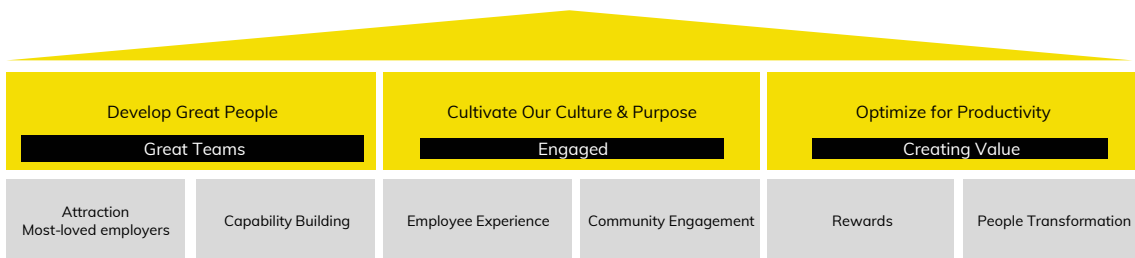 Develop Great People
Great Teams
Cultivate Our Culture & Purpose
Engaged
Optimize for Productivity
Creating Value
Attraction
Most-loved employers
Capability Building
Employee Experience
Community Engagement
Rewards
People Transformation